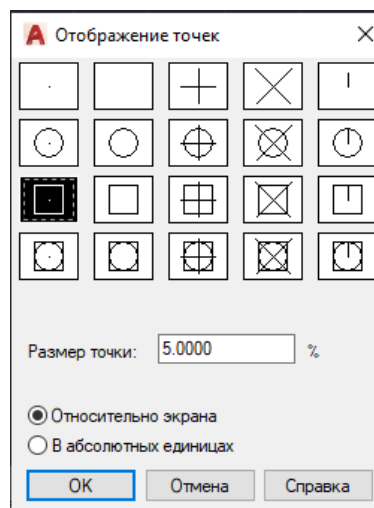 Отображение точек
Размер точки: 5.0000 %
Относительно экрана
В абсолютных единицах
OK Отмена Справка